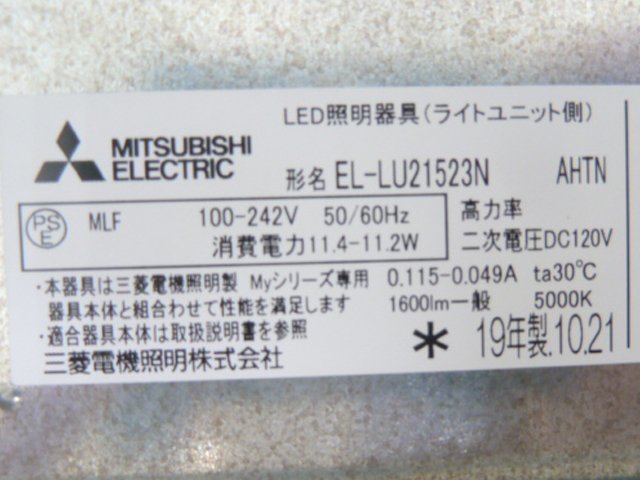 LED照明器具(ライトユニット側)
MITSUBISHI
ELECTRIC
形名 EL-LU21523N AHTN
PS
E
MLF 100-242V 50/60Hz
消費電力11.4-11.2W
高力率
二次電圧DC120V
・本器具は三菱電機照明製 Myシリーズ専用
器具本体と組合わせて性能を満足します
・適合器具本体は取扱説明書を参照
0.115-0.049A ta30℃
1600lm一般 5000K
三菱電機照明株式会社
* 19年製.10.21